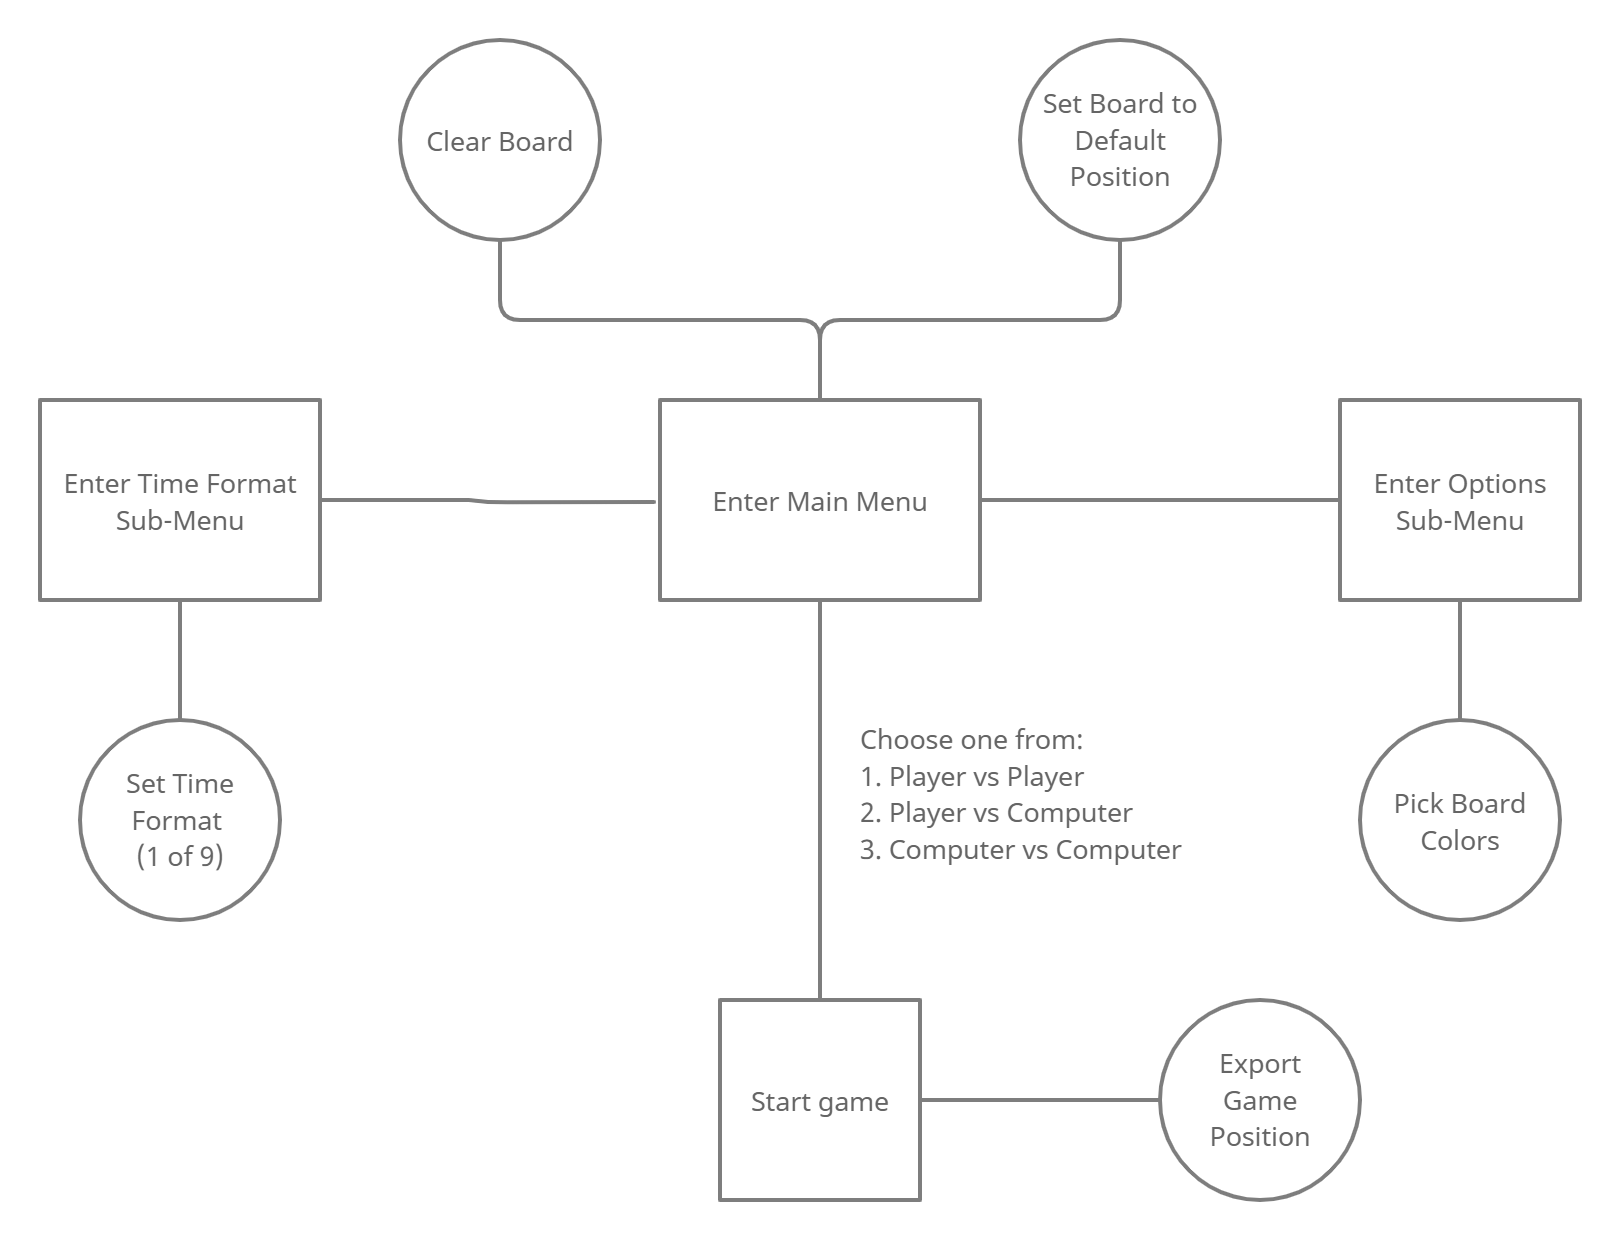 Clear Board
Set Board to
Default
Position
Enter Time Format
Sub-Menu
Enter Main Menu
Enter Options
Sub-Menu
Set Time
Format
(1 of 9)
Choose one from:
1. Player vs Player
2. Player vs Computer
3. Computer vs Computer
Pick Board
Colors
Start game
Export
Game
Position